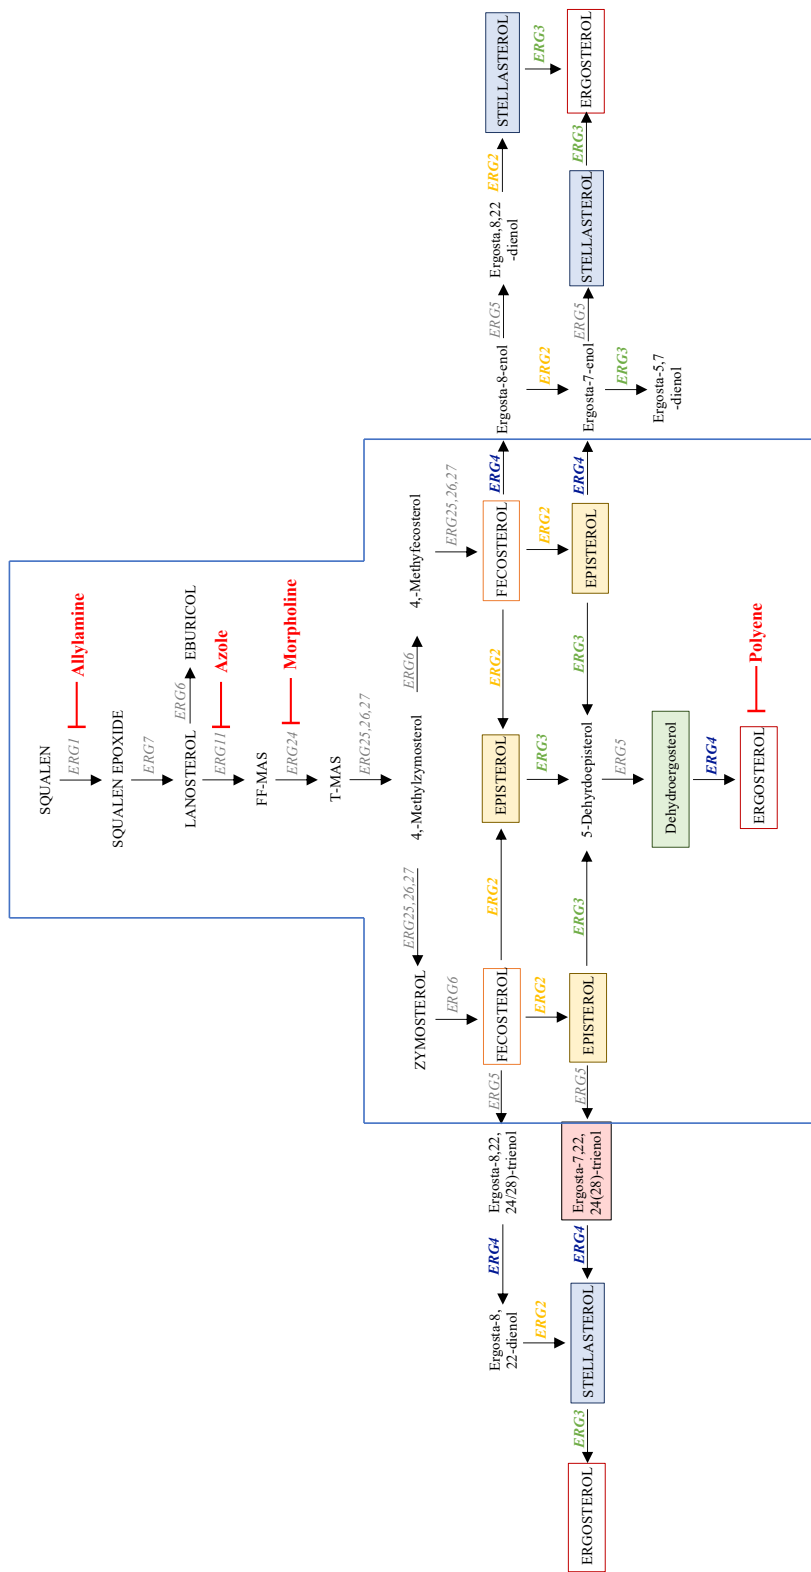 SQUALEN
ERG1
Allylamine
SQUALEN EPOXIDE
ERG7
LANOSTEROL
ERG6
EBURICOL
ERG11
Azole
FF-MAS
ERG24
Morpholine
T-MAS
ERG25,26,27
ZYMOSTEROL
ERG25,26,27
4,-Methylzymosterol
ERG6
4,-Methyfecosterol
ERG6
ERG25,26,27
Ergosta-8,22,
24/28)-trienol
ERG5
FECOSTEROL
ERG2
EPISTEROL
ERG2
FECOSTEROL
ERG4
Ergosta-8-enol
ERG5
Ergosta,8,22
-dienol
ERG2
STELLASTEROL
Ergosta-8,
22-dienol
ERG4
ERG2
ERG2
ERG3
ERG2
ERG2
ERG3
ERGOSTEROL
ERG3
STELLASTEROL
ERG4
Ergosta-7,22,
24(28)-trienol
ERG5
EPISTEROL
ERG3
5-Dehyrdoepisterol
ERG3
EPISTEROL
ERG4
Ergosta-7-enol
ERG5
STELLASTEROL
ERG3
ERGOSTEROL
ERG5
ERG3
Dehydroergosterol
Ergosta-5,7
-dienol
ERG4
ERGOSTEROL
Polyene